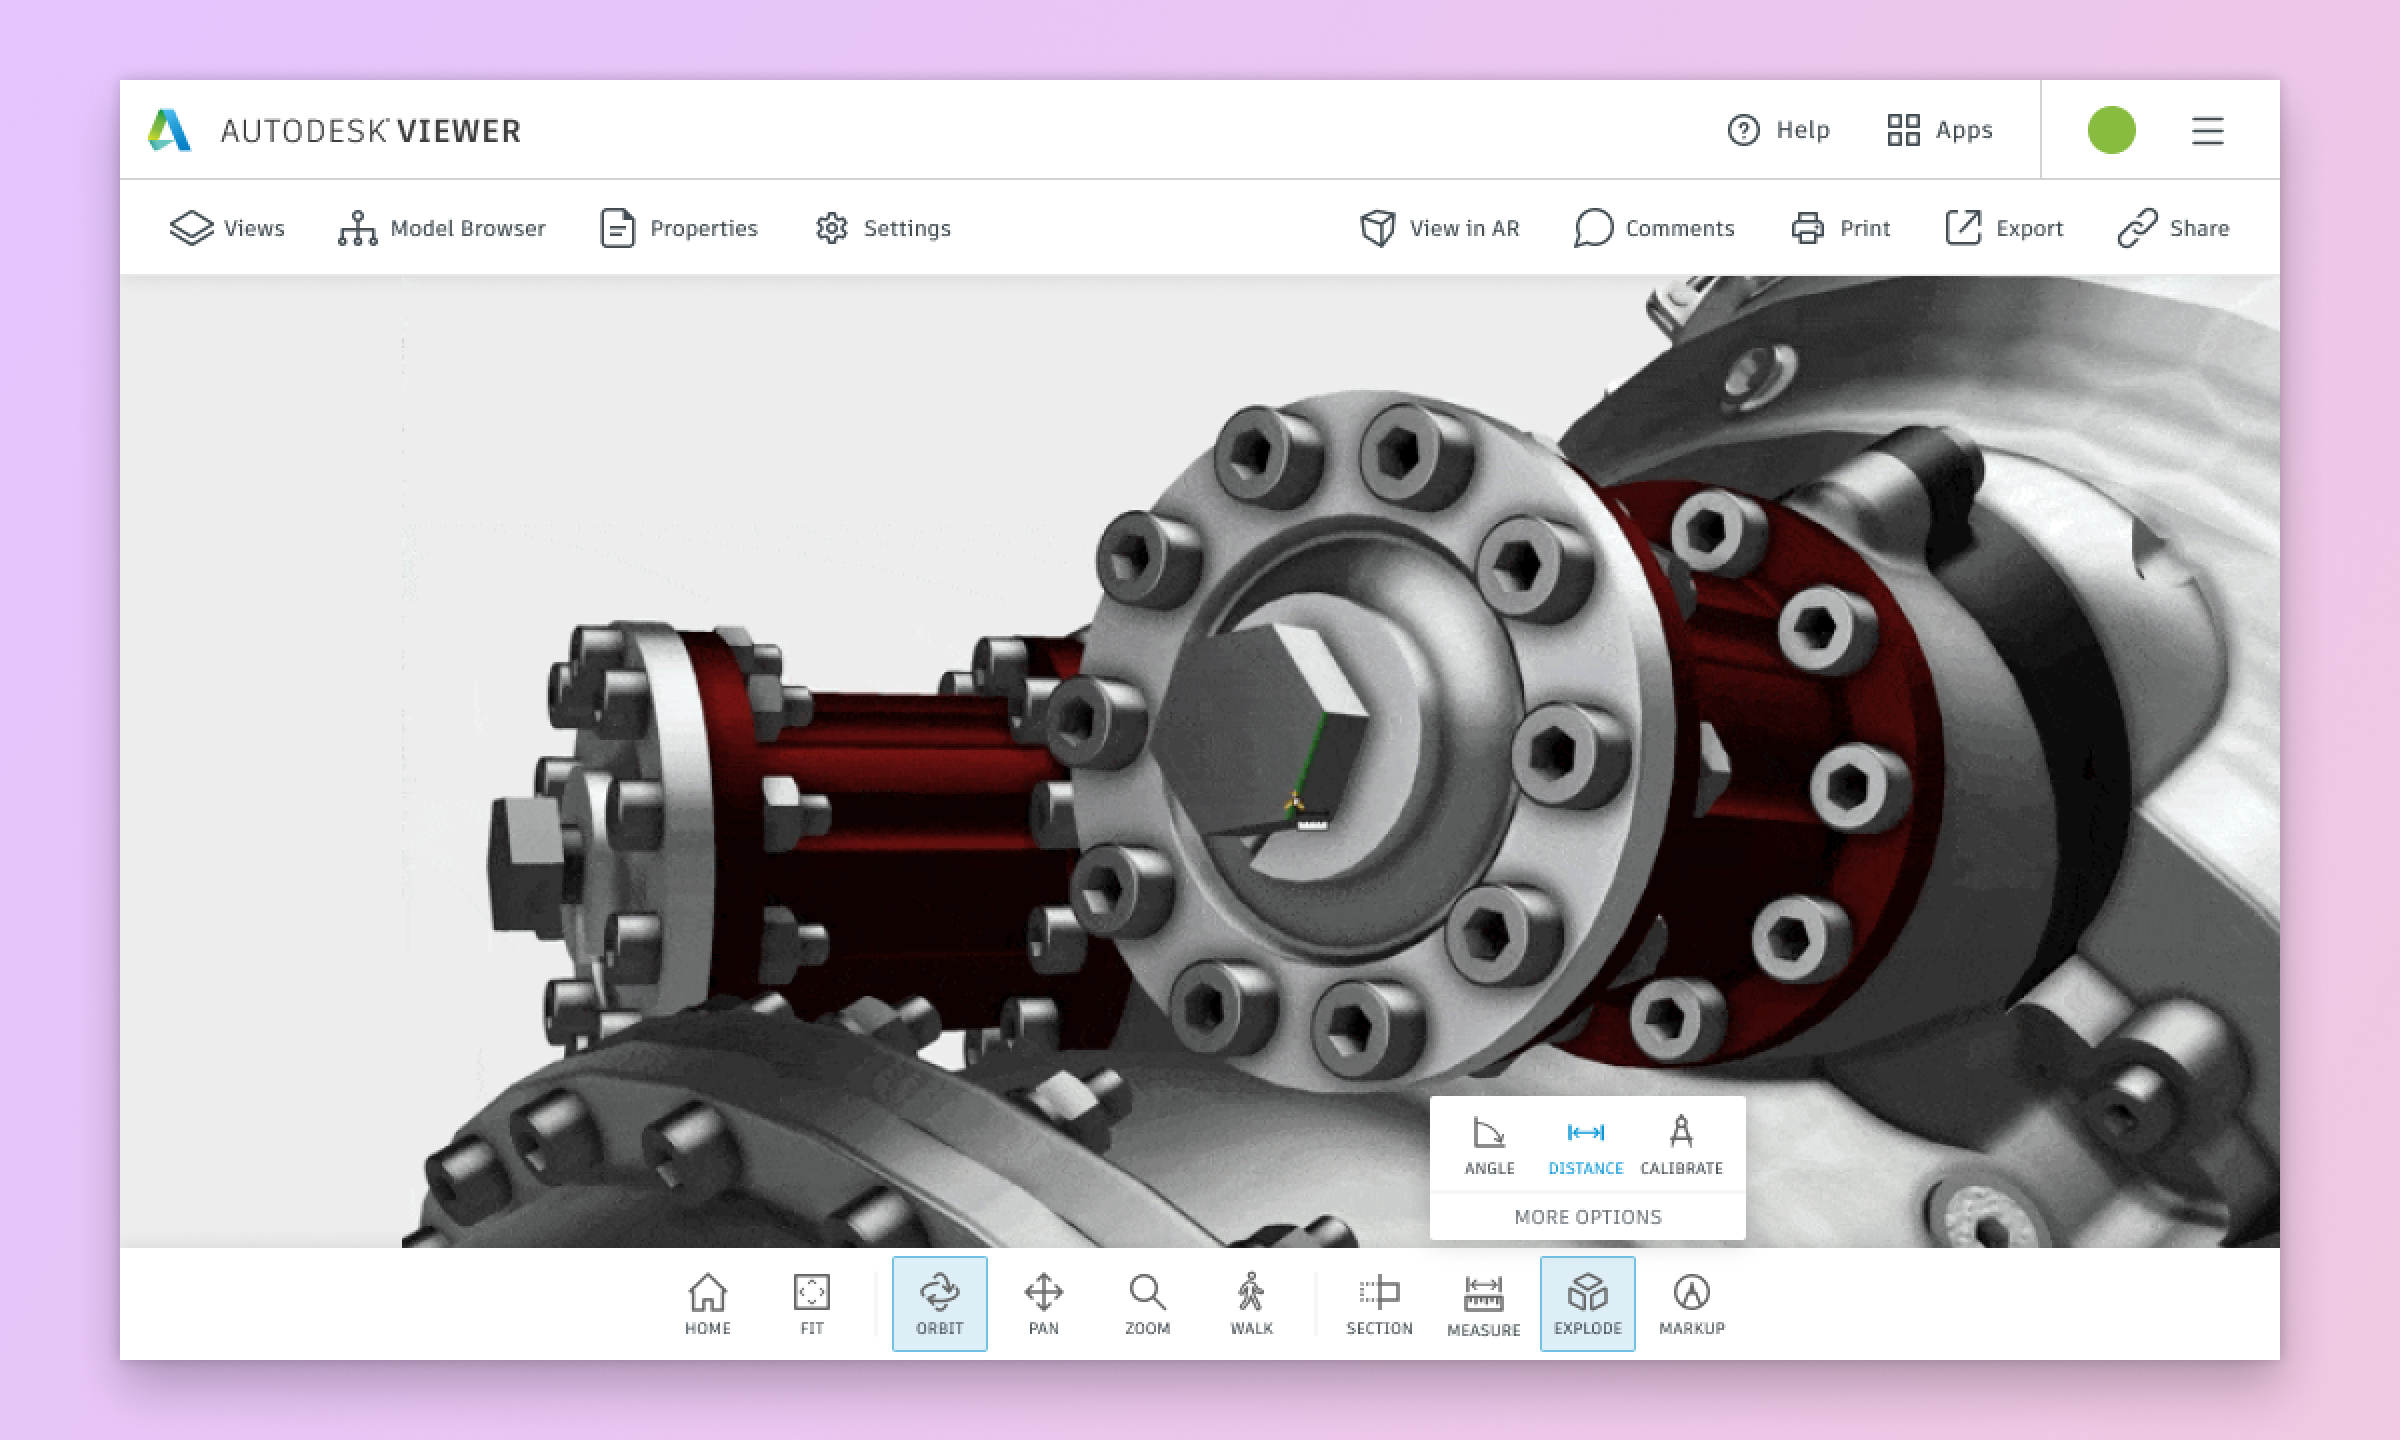 AUTODESK VIEWER
Help
Apps
Views
Model Browser
Properties
Settings
View in AR
Comments
Print
Export
Share
ANGLE
DISTANCE
CALIBRATE
MORE OPTIONS
HOME
FIT
ORBIT
PAN
ZOOM
WALK
SECTION
MEASURE
EXPLODE
MARKUP